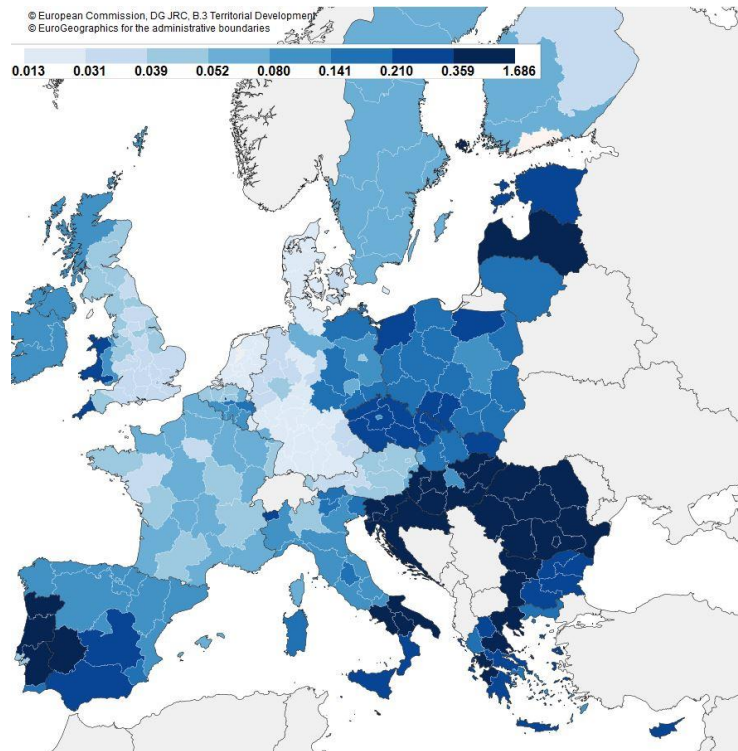 © European Commission, DG JRC, B.3 Territorial Development
© EuroGeographics for the administrative boundaries
0.013 0.031 0.039 0.052 0.080 0.141 0.210 0.359 1.686